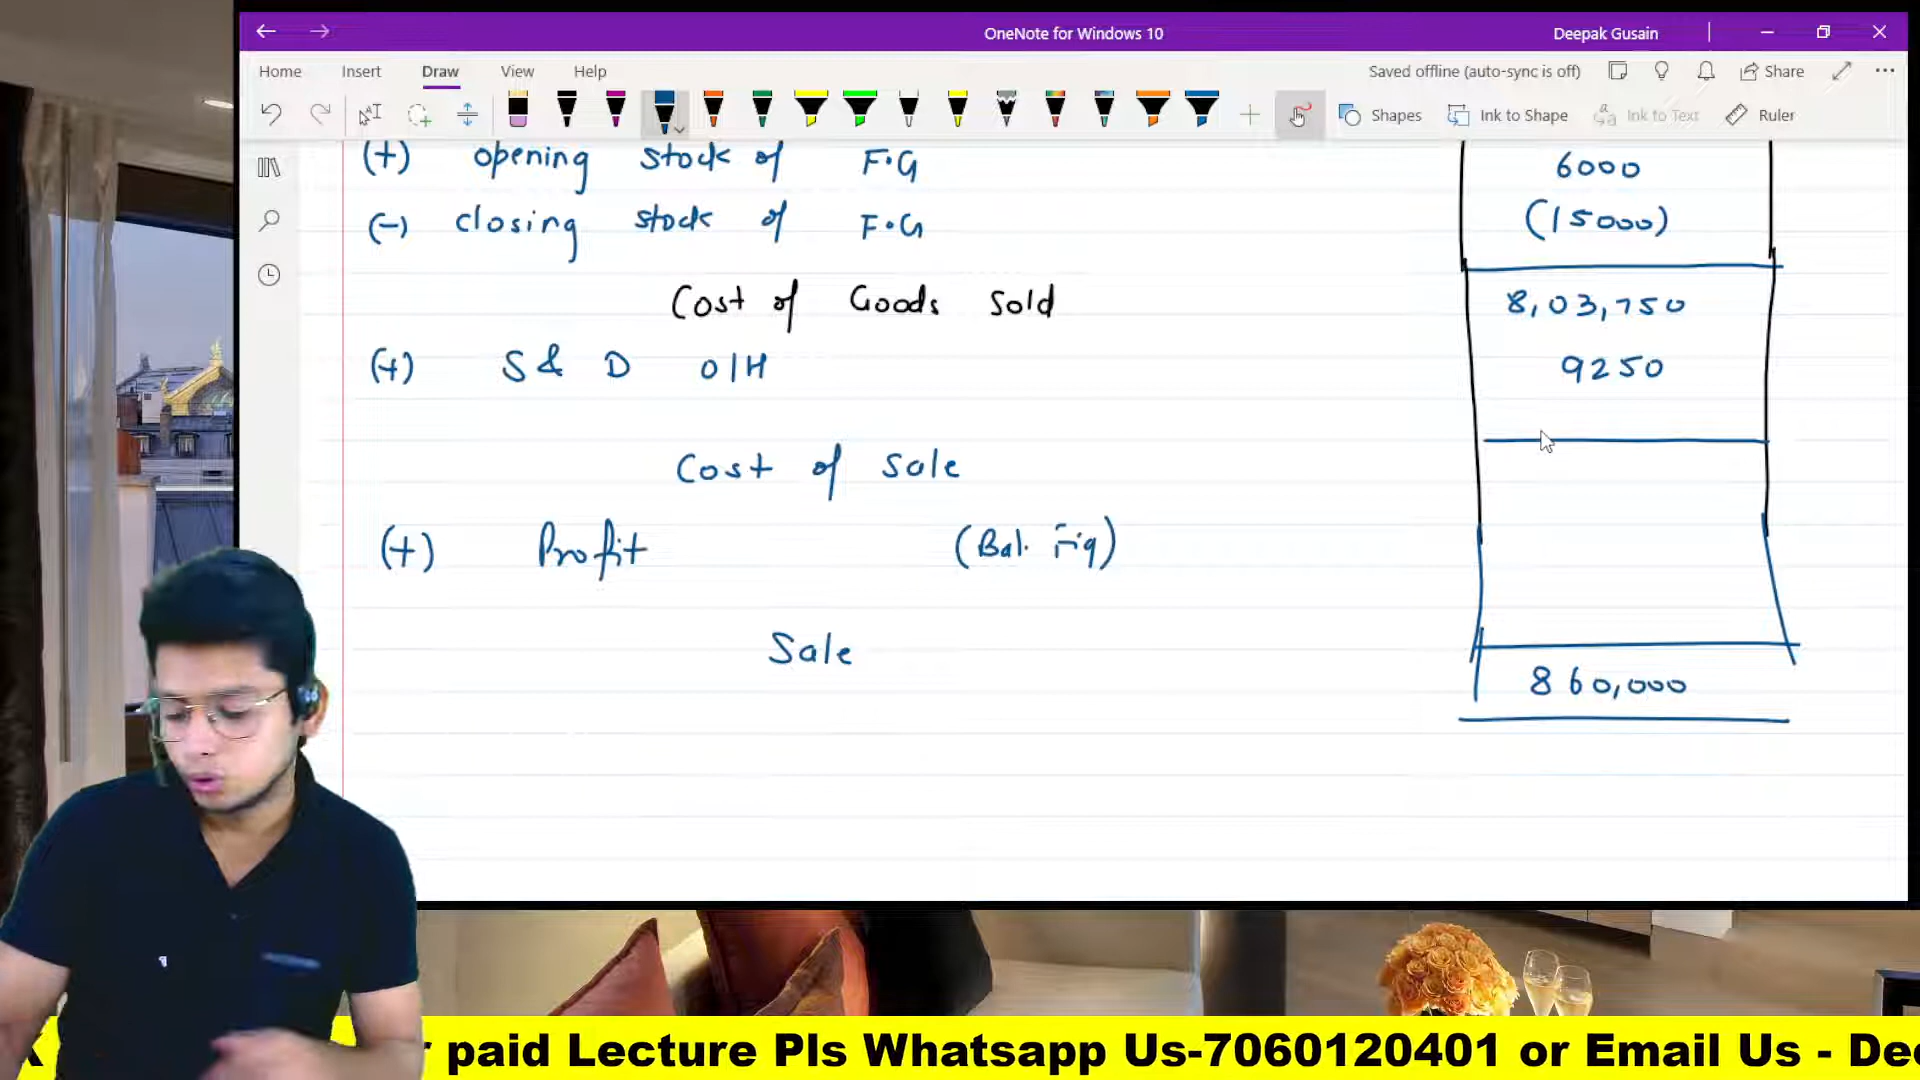 OneNote for Windows 10
Deepak Gusain
Home Insert Draw View Help
Saved offline (auto-sync is off) Share
Shapes Ink to Shape Ink to Text Ruler
(+) opening stock of F.G 6000
(-) closing stock of F.G (15000)
Cost of Goods Sold 8,03,750
(+) S & D O/H 9250
Cost of Sale
(+) Profit (Bal. Fig)
Sale 860,000
r paid Lecture Pls Whatsapp Us-7060120401 or Email Us - Dee